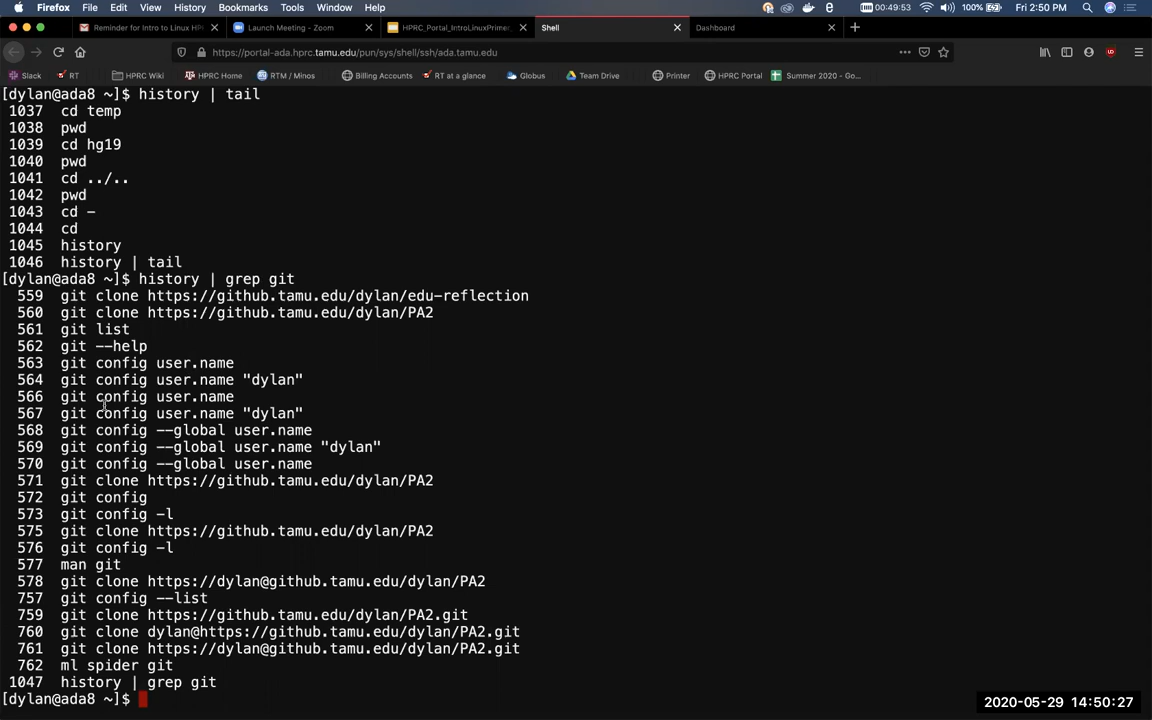 Firefox File Edit View History Bookmarks Tools Window Help 00:49:53 100% Fri 2:50 PM
Reminder for Intro to Linux HP Launch Meeting - Zoom HPRC_Portal_IntroLinuxPrimer_ Shell Dashboard
https://portal-ada.hprc.tamu.edu/pun/sys/shell/ssh/ada.tamu.edu
Slack RT HPRC Wiki HPRC Home RTM / Minos Billing Accounts RT at a glance Globus Team Drive Printer HPRC Portal Summer 2020 - Go...
[dylan@ada8 ~]$ history | tail
1037 cd temp
1038 pwd
1039 cd hg19
1040 pwd
1041 cd ../..
1042 pwd
1043 cd -
1044 cd
1045 history
1046 history | tail
[dylan@ada8 ~]$ history | grep git
559 git clone https://github.tamu.edu/dylan/edu-reflection
560 git clone https://github.tamu.edu/dylan/PA2
561 git list
562 git --help
563 git config user.name
564 git config user.name "dylan"
566 git config user.name
567 git config user.name "dylan"
568 git config --global user.name
569 git config --global user.name "dylan"
570 git config --global user.name
571 git clone https://github.tamu.edu/dylan/PA2
572 git config
573 git config -l
575 git clone https://github.tamu.edu/dylan/PA2
576 git config -l
577 man git
578 git clone https://dylan@github.tamu.edu/dylan/PA2
757 git config --list
759 git clone https://github.tamu.edu/dylan/PA2.git
760 git clone dylan@https://github.tamu.edu/dylan/PA2.git
761 git clone https://dylan@github.tamu.edu/dylan/PA2.git
762 ml spider git
1047 history | grep git
[dylan@ada8 ~]$
2020-05-29 14:50:27